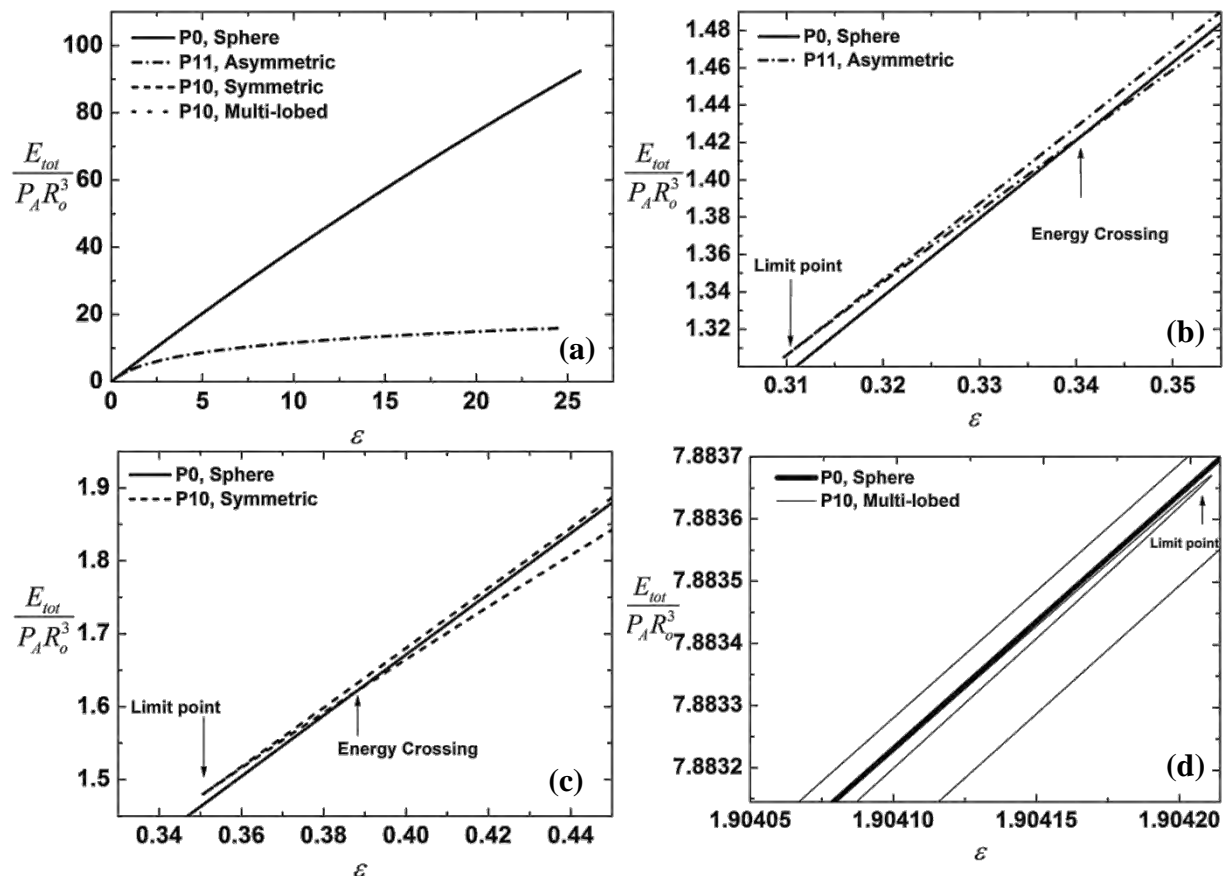 100
80
60
40
20
0
P0, Sphere
P11, Asymmetric
P10, Symmetric
P10, Multi-lobed
E_tot
P_A R_o^3
(a)
0 5 10 15 20 25
ε
1.48
1.46
1.44
1.42
1.40
1.38
1.36
1.34
1.32
P0, Sphere
P11, Asymmetric
E_tot
P_A R_o^3
Energy Crossing
Limit point
(b)
0.31 0.32 0.33 0.34 0.35
ε
1.9
1.8
1.7
1.6
1.5
P0, Sphere
P10, Symmetric
E_tot
P_A R_o^3
Limit point
Energy Crossing
(c)
0.34 0.36 0.38 0.40 0.42 0.44
ε
7.8837
7.8836
7.8835
7.8834
7.8833
7.8832
P0, Sphere
P10, Multi-lobed
Limit point
E_tot
P_A R_o^3
(d)
1.90405 1.90410 1.90415 1.90420
ε